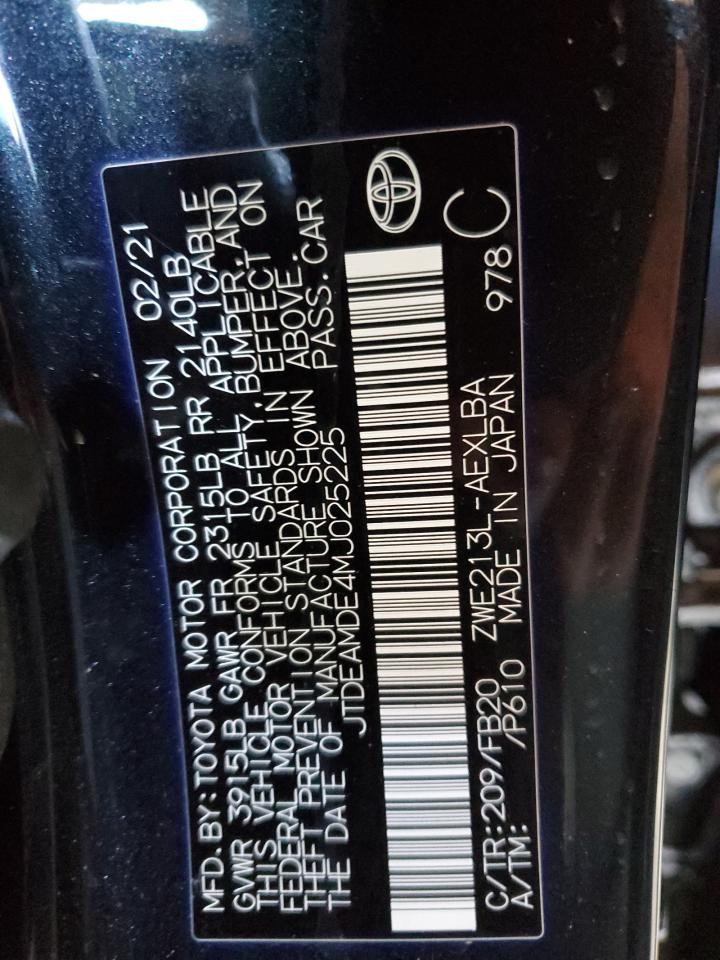 MFD. BY: TOYOTA MOTOR CORPORATION 02/21
GVWR 3915LB GAWR FR 2315LB RR 2140LB
THIS VEHICLE CONFORMS TO ALL APPLICABLE
FEDERAL MOTOR VEHICLE SAFETY, BUMPER, AND
THEFT PREVENTION STANDARDS IN EFFECT ON
THE DATE OF MANUFACTURE SHOWN ABOVE.
JTDEAMDE4MJ025225 PASS. CAR
C/TR: 209/FB20 ZWE213L-AEXLBA 978 C
A/TM: /P610 MADE IN JAPAN